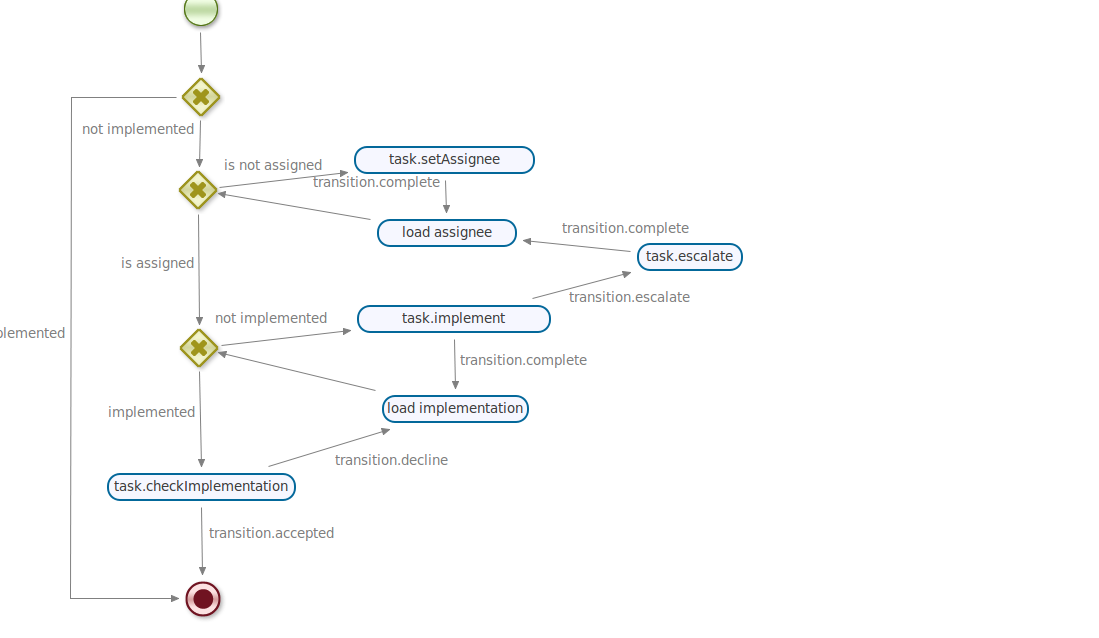 not implemented
is not assigned
task.setAssignee
transition.complete
load assignee
transition.complete
task.escalate
is assigned
transition.escalate
not implemented
task.implement
plemented
transition.complete
implemented
load implementation
transition.decline
task.checkImplementation
transition.accepted